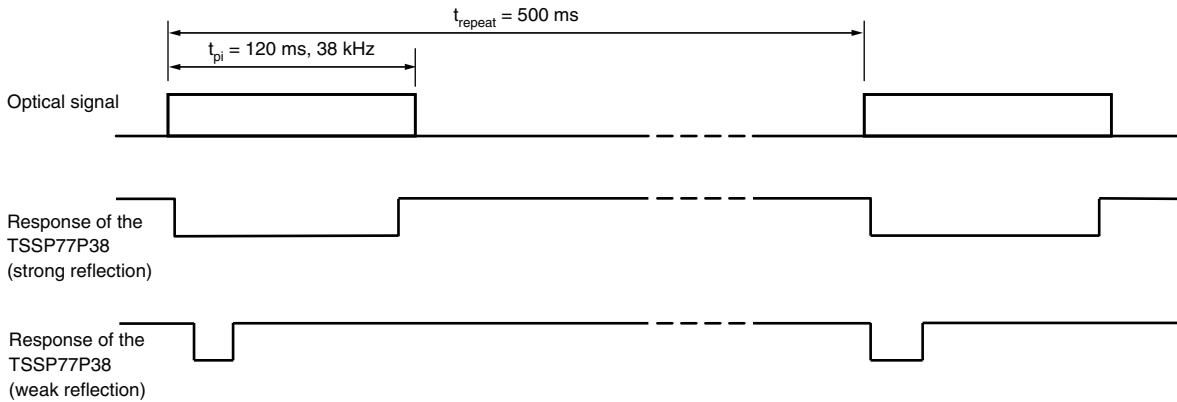 t_repeat = 500 ms
t_pi = 120 ms, 38 kHz
Optical signal
Response of the
TSSP77P38
(strong reflection)
Response of the
TSSP77P38
(weak reflection)